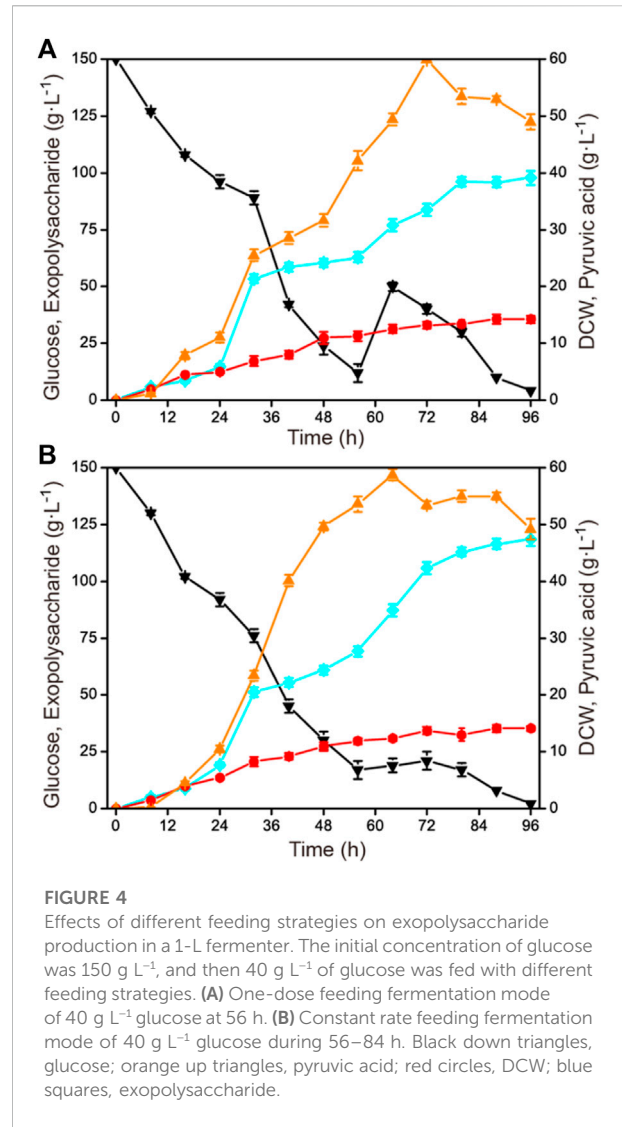 A
Glucose, Exopolysaccharide (g·L⁻¹)
150
125
100
75
50
25
0
60
50
40
30
20
10
0
DCW, Pyruvic acid (g·L⁻¹)
0 12 24 36 48 60 72 84 96
Time (h)
B
Glucose, Exopolysaccharide (g·L⁻¹)
150
125
100
75
50
25
0
60
50
40
30
20
10
0
DCW, Pyruvic acid (g·L⁻¹)
0 12 24 36 48 60 72 84 96
Time (h)
FIGURE 4
Effects of different feeding strategies on exopolysaccharide
production in a 1-L fermenter. The initial concentration of glucose
was 150 g L⁻¹, and then 40 g L⁻¹ of glucose was fed with different
feeding strategies. (A) One-dose feeding fermentation mode
of 40 g L⁻¹ glucose at 56 h. (B) Constant rate feeding fermentation
mode of 40 g L⁻¹ glucose during 56–84 h. Black down triangles,
glucose; orange up triangles, pyruvic acid; red circles, DCW; blue
squares, exopolysaccharide.